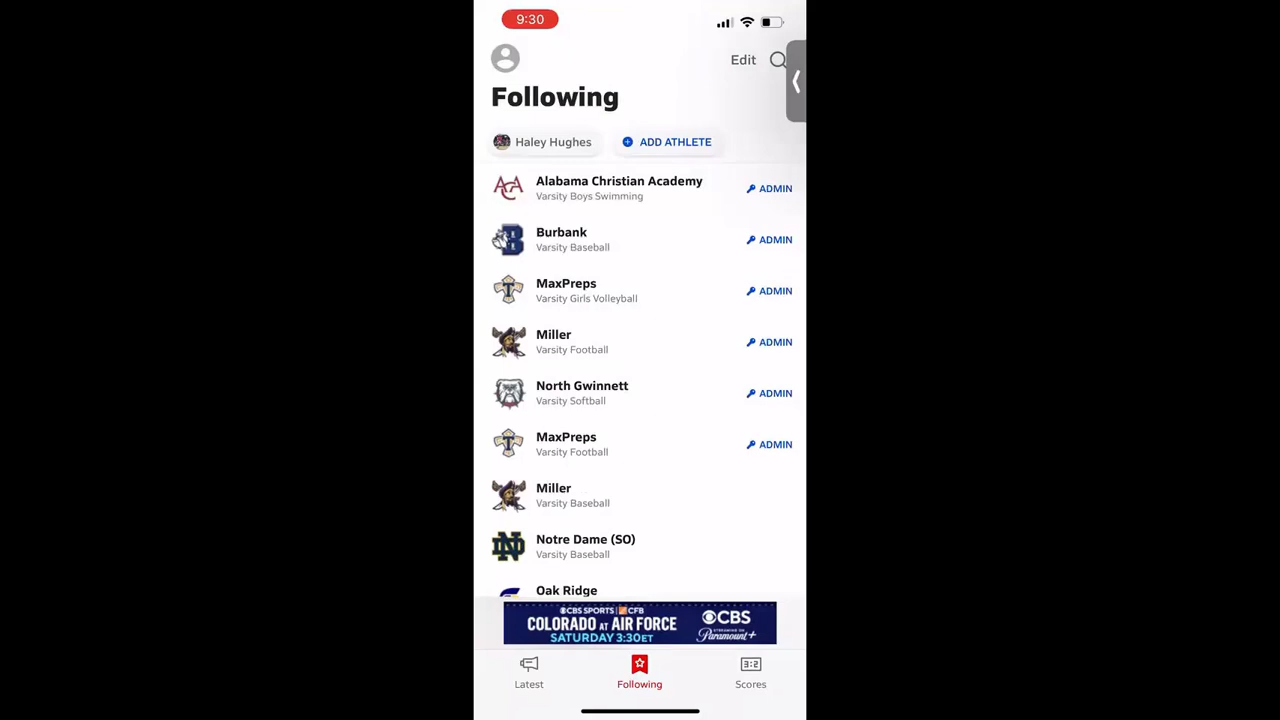 9:30
Edit
Following
Haley Hughes
ADD ATHLETE
Alabama Christian Academy
Varsity Boys Swimming
ADMIN
Burbank
Varsity Baseball
ADMIN
MaxPreps
Varsity Girls Volleyball
ADMIN
Miller
Varsity Football
ADMIN
North Gwinnett
Varsity Softball
ADMIN
MaxPreps
Varsity Football
ADMIN
Miller
Varsity Baseball
Notre Dame (SO)
Varsity Baseball
Oak Ridge
CBS SPORTS CFB
COLORADO AT AIR FORCE
SATURDAY 3:30ET
CBS
STREAMING ON
Paramount+
3:2
Latest
Following
Scores